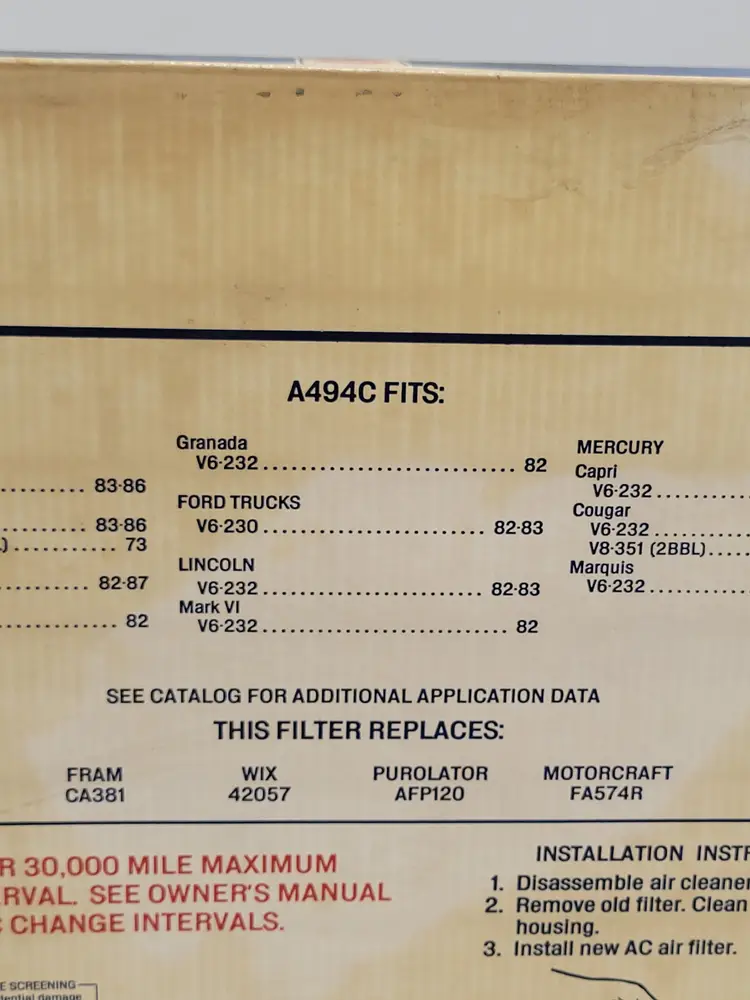 A494C FITS:
............ 83-86
............ 83-86
.)............ 73
............ 82-87
............ 82
Granada
V6-232............................ 82
FORD TRUCKS
V6-230............................ 82-83
LINCOLN
V6-232............................ 82-83
Mark VI
V6-232............................ 82
MERCURY
Capri
V6-232............
Cougar
V6-232............
V8-351 (2BBL)....
Marquis
V6-232............
SEE CATALOG FOR ADDITIONAL APPLICATION DATA
THIS FILTER REPLACES:
FRAM WIX PUROLATOR MOTORCRAFT
CA381 42057 AFP120 FA574R
R 30,000 MILE MAXIMUM
RVAL. SEE OWNER'S MANUAL
CHANGE INTERVALS.
INSTALLATION INSTR
1. Disassemble air cleaner
2. Remove old filter. Clean
housing.
3. Install new AC air filter.
E SCREENING
dential damage